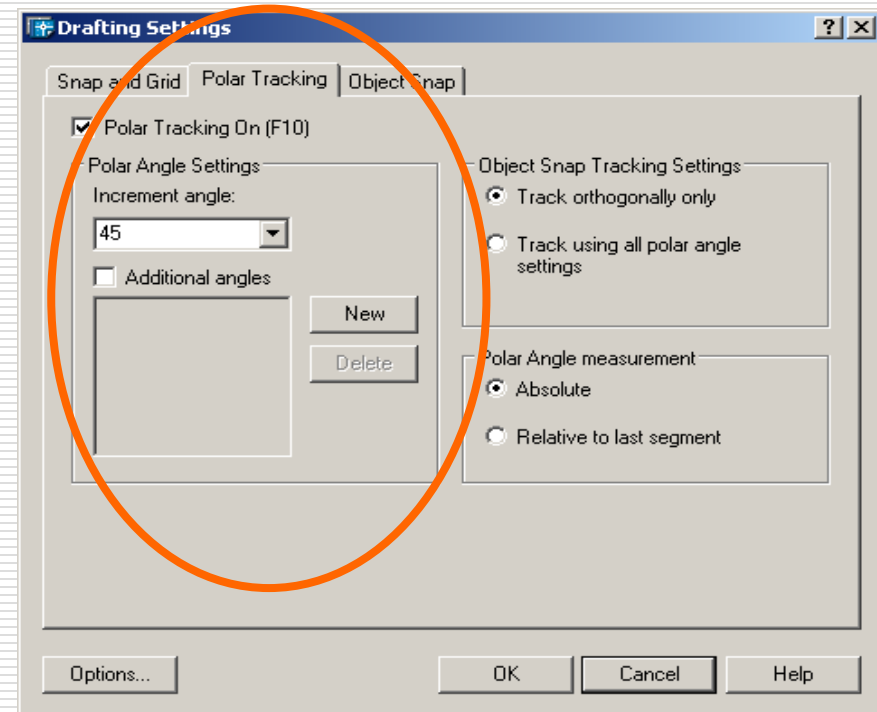 Drafting Settings
? X
Snap and Grid Polar Tracking Object Snap
Polar Tracking On (F10)
Polar Angle Settings
Increment angle:
45
Additional angles
New
Delete
Object Snap Tracking Settings
Track orthogonally only
Track using all polar angle
settings
Polar Angle measurement
Absolute
Relative to last segment
Options...
OK
Cancel
Help